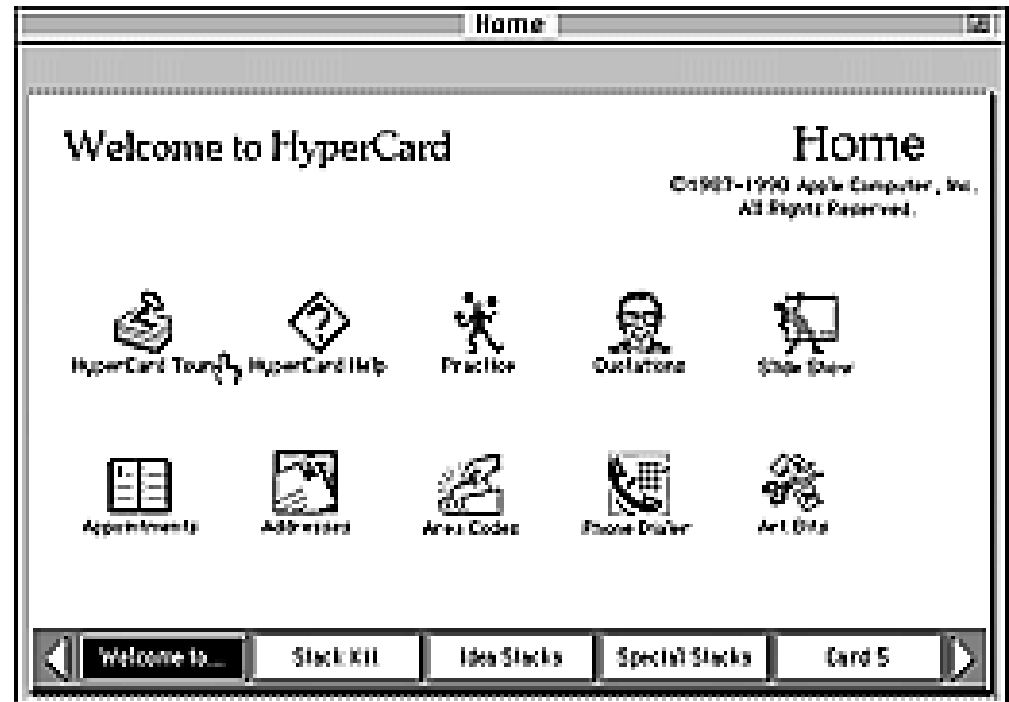 Home
Welcome to HyperCard
Home
©1987-1990 Apple Computer, Inc.
All Rights Reserved.
HyperCard Tour
HyperCard Help
Practice
Quotations
Slide Show
Appointments
Addresses
Area Codes
Phone Dialer
Art Bits
Welcome to...
Stack Kit
Idea Stacks
Special Stacks
Card 5